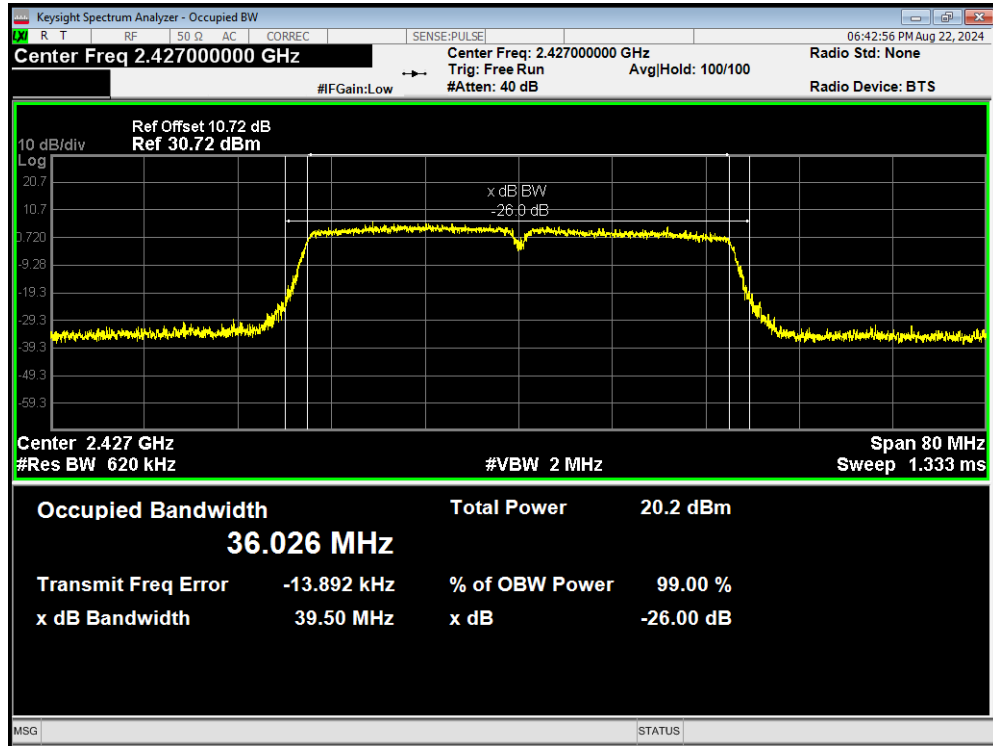 Keysight Spectrum Analyzer - Occupied BW
LXI R T RF 50 Ω AC CORREC SENSE:PULSE 06:42:56 PM Aug 22, 2024
Center Freq 2.427000000 GHz
Center Freq: 2.427000000 GHz Radio Std: None
Trig: Free Run Avg|Hold: 100/100
#IFGain:Low #Atten: 40 dB Radio Device: BTS
Ref Offset 10.72 dB
10 dB/div Ref 30.72 dBm
Log
20.7
x dB BW
10.7
-26.0 dB
0.720
-9.28
-19.3
-29.3
-39.3
-49.3
-59.3
Center 2.427 GHz Span 80 MHz
#Res BW 620 kHz #VBW 2 MHz Sweep 1.333 ms
Occupied Bandwidth Total Power 20.2 dBm
36.026 MHz
Transmit Freq Error -13.892 kHz % of OBW Power 99.00 %
x dB Bandwidth 39.50 MHz x dB -26.00 dB
MSG STATUS